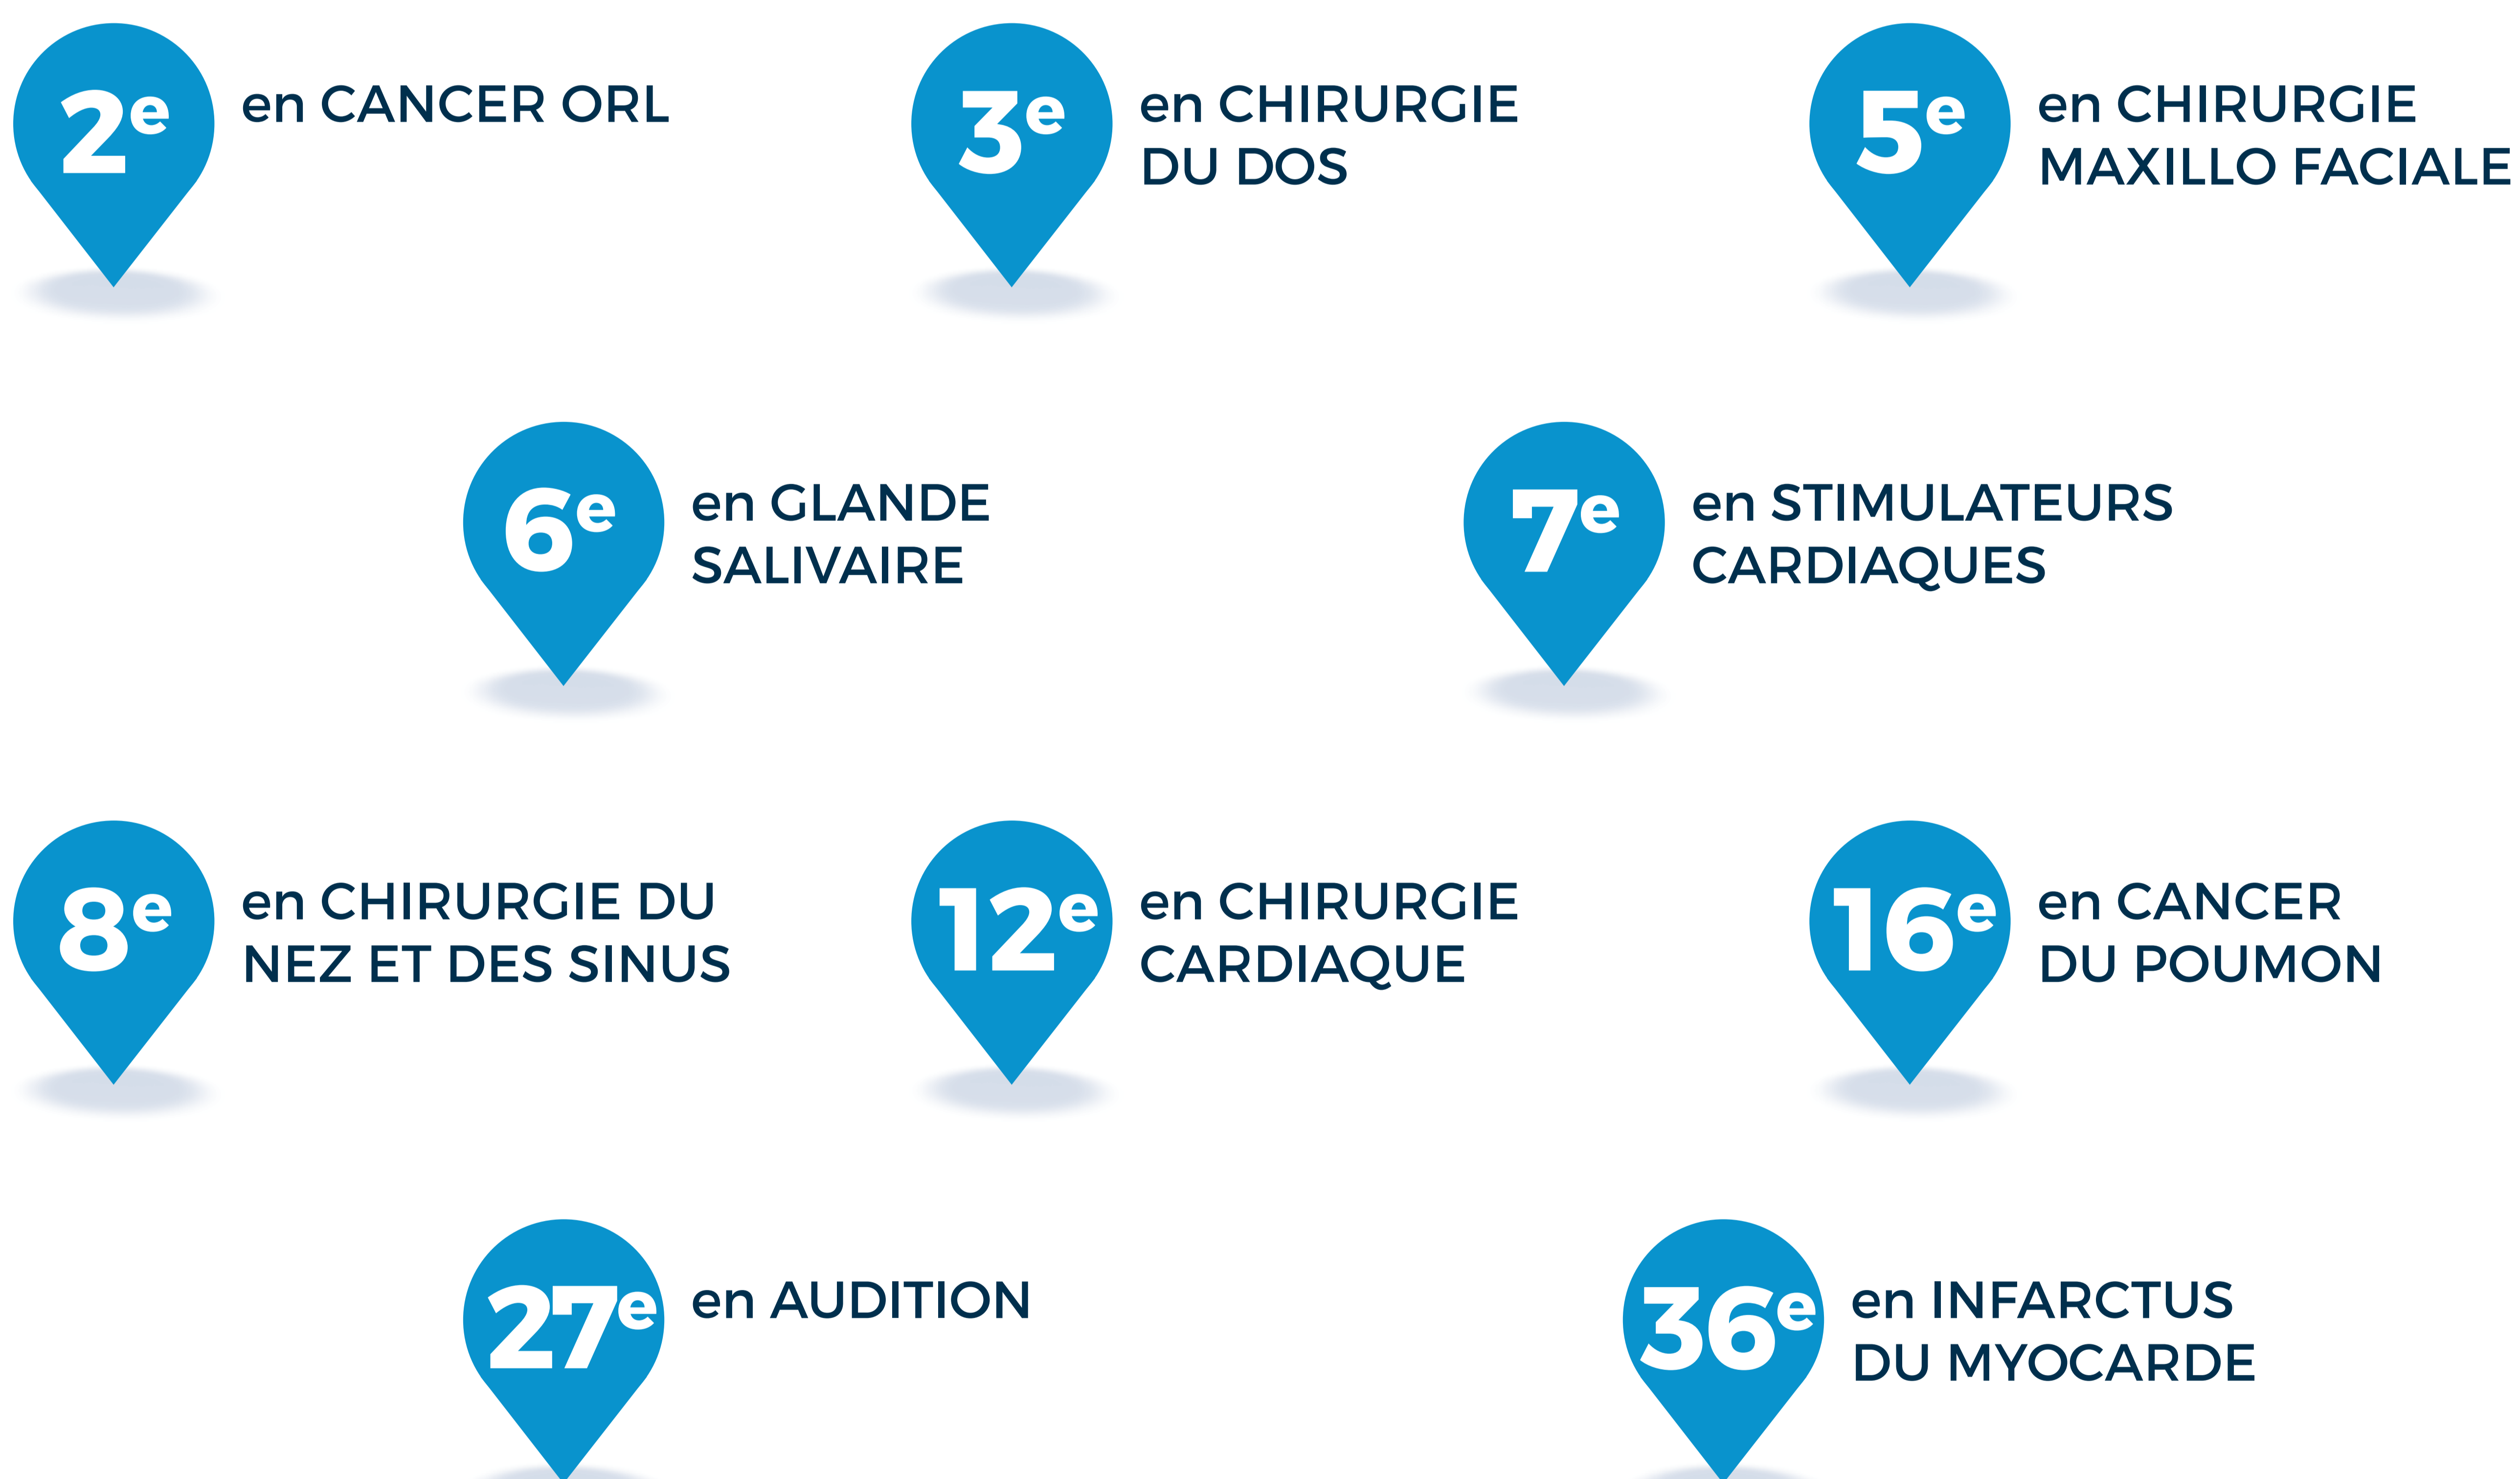 2e
en CANCER ORL
3e
en CHIRURGIE
DU DOS
5e
en CHIRURGIE
MAXILLO FACIALE
6e
en GLANDE
SALIVAIRE
7e
en STIMULATEURS
CARDIAQUES
8e
en CHIRURGIE DU
NEZ ET DES SINUS
12e
en CHIRURGIE
CARDIAQUE
16e
en CANCER
DU POUMON
27e
en AUDITION
36e
en INFARCTUS
DU MYOCARDE